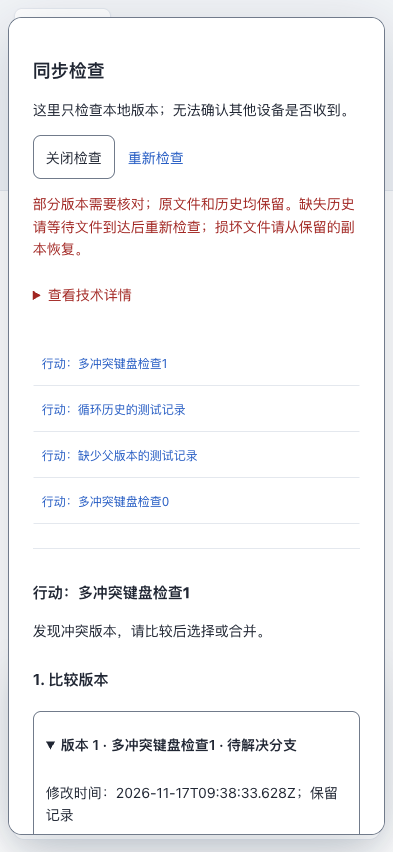 同步检查
这里只检查本地版本；无法确认其他设备是否收到。
关闭检查 重新检查
部分版本需要核对；原文件和历史均保留。缺失历史
请等待文件到达后重新检查；损坏文件请从保留的副
本恢复。
▶ 查看技术详情
行动：多冲突键盘检查1
行动：循环历史的测试记录
行动：缺少父版本的测试记录
行动：多冲突键盘检查0
行动：多冲突键盘检查1
发现冲突版本，请比较后选择或合并。
1. 比较版本
▼ 版本 1 · 多冲突键盘检查1 · 待解决分支
修改时间：2026-11-17T09:38:33.628Z；保留
记录